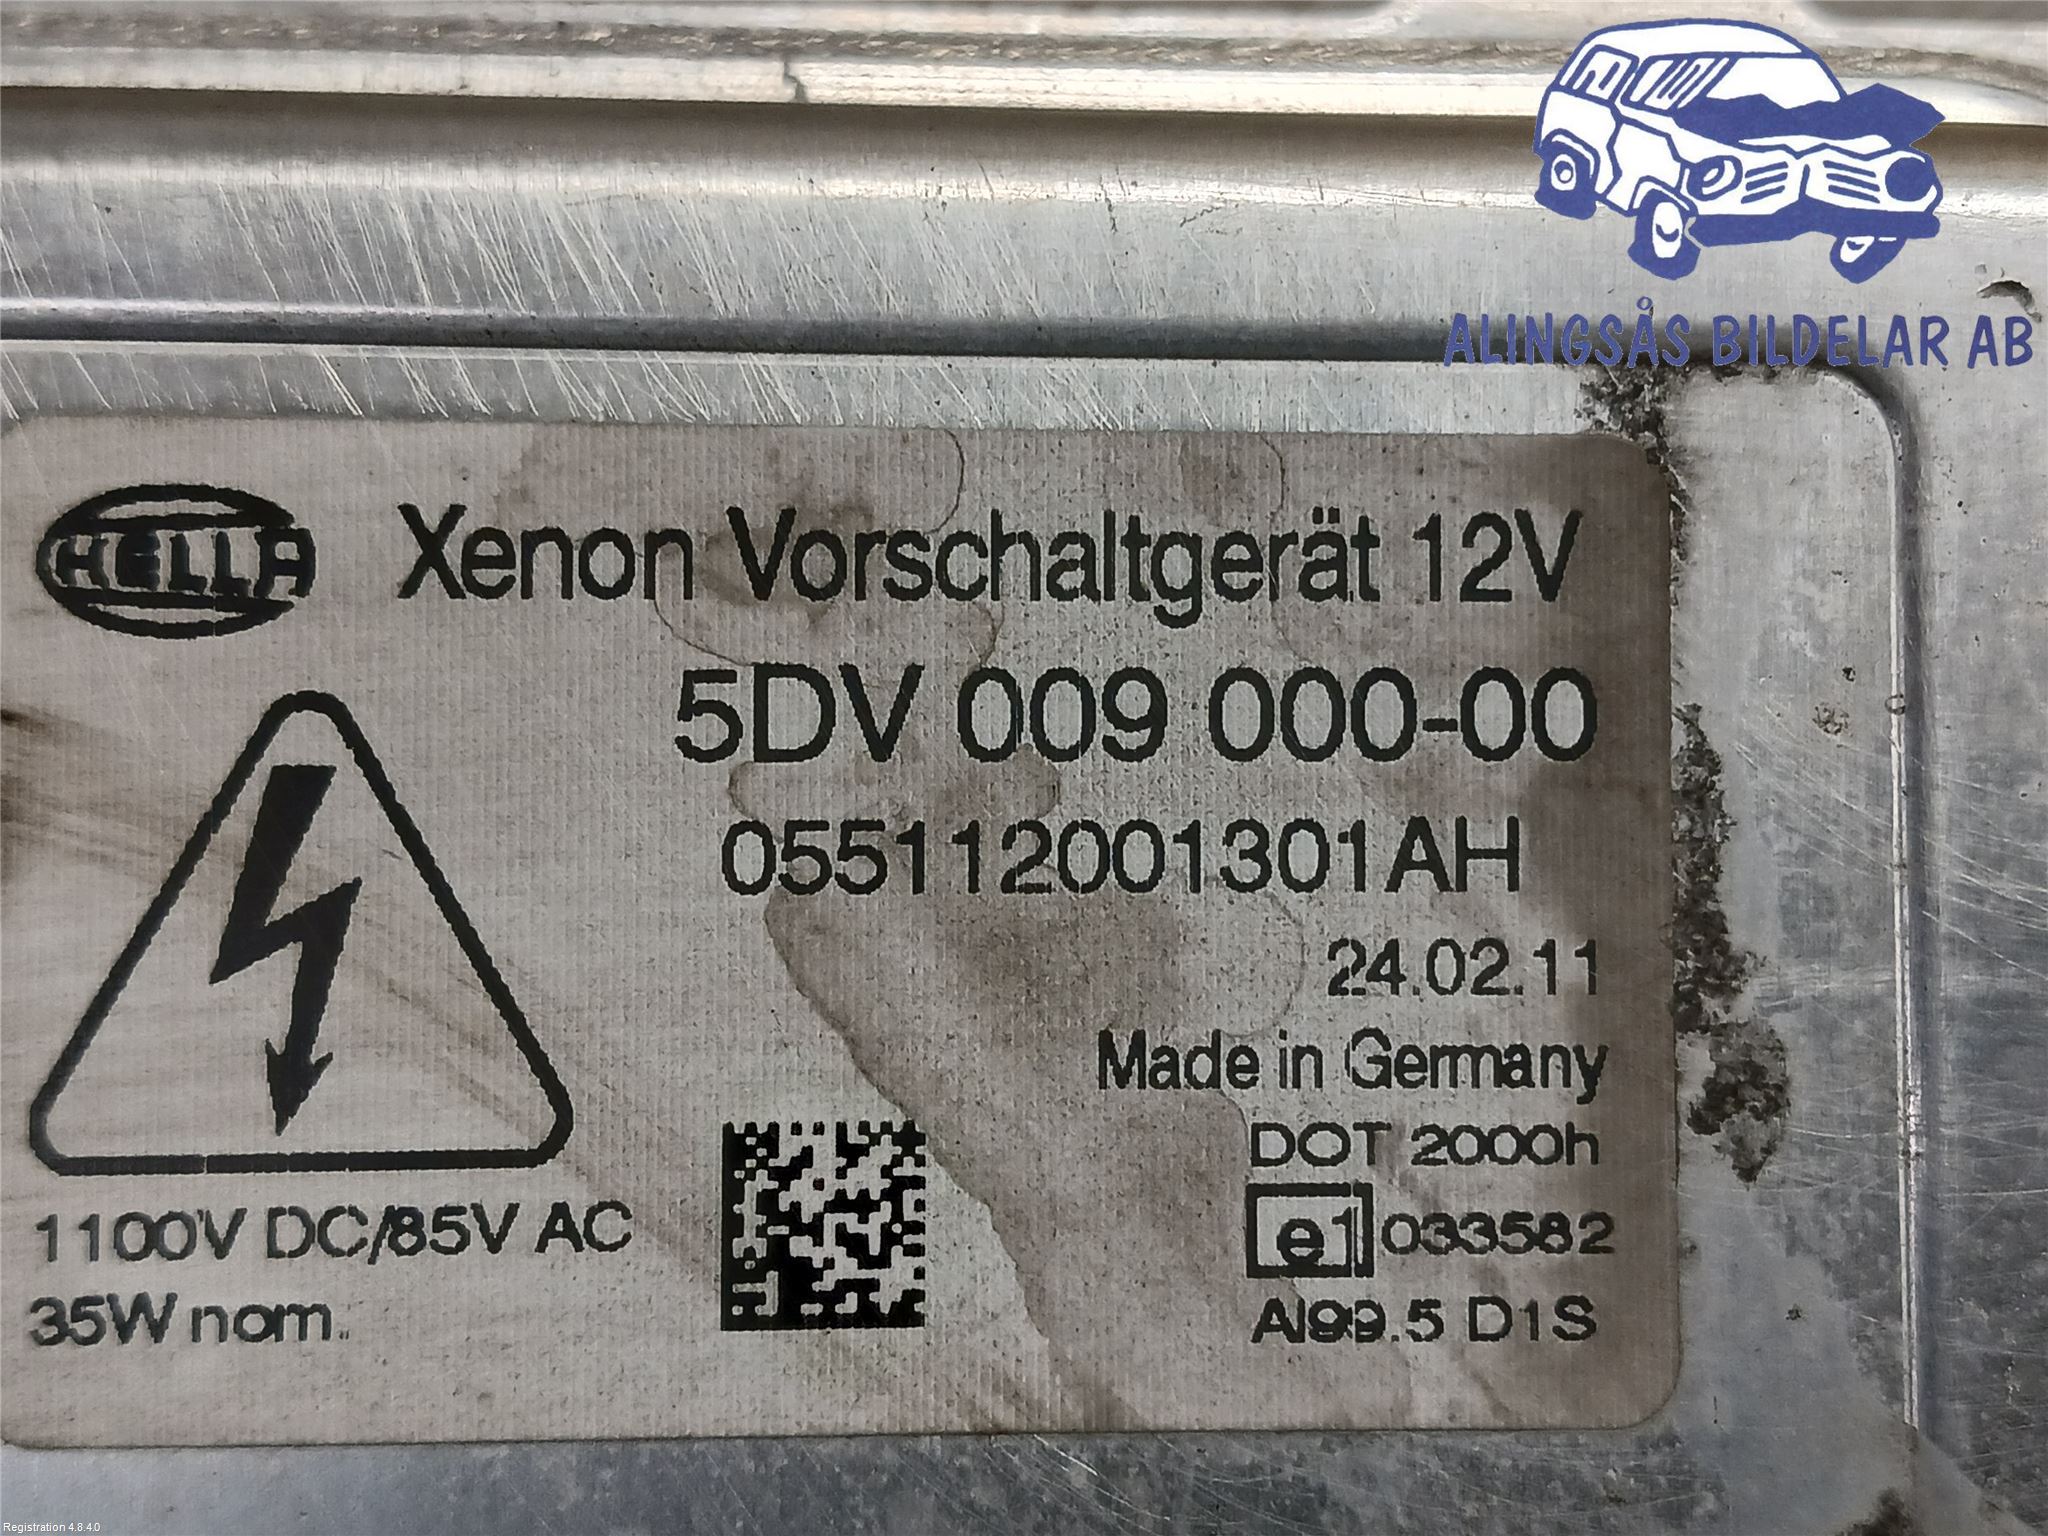 ALINGSÅS BILDELAR AB
HELLA
Xenon Vorschaltgerät 12V
5DV 009 000-00
055112001301AH
24.02.11
Made in Germany
DOT 2000h
e1 033582
Al99.5 D1S
1100V DC/85V AC
35W nom.
Registration 4.8.4.0